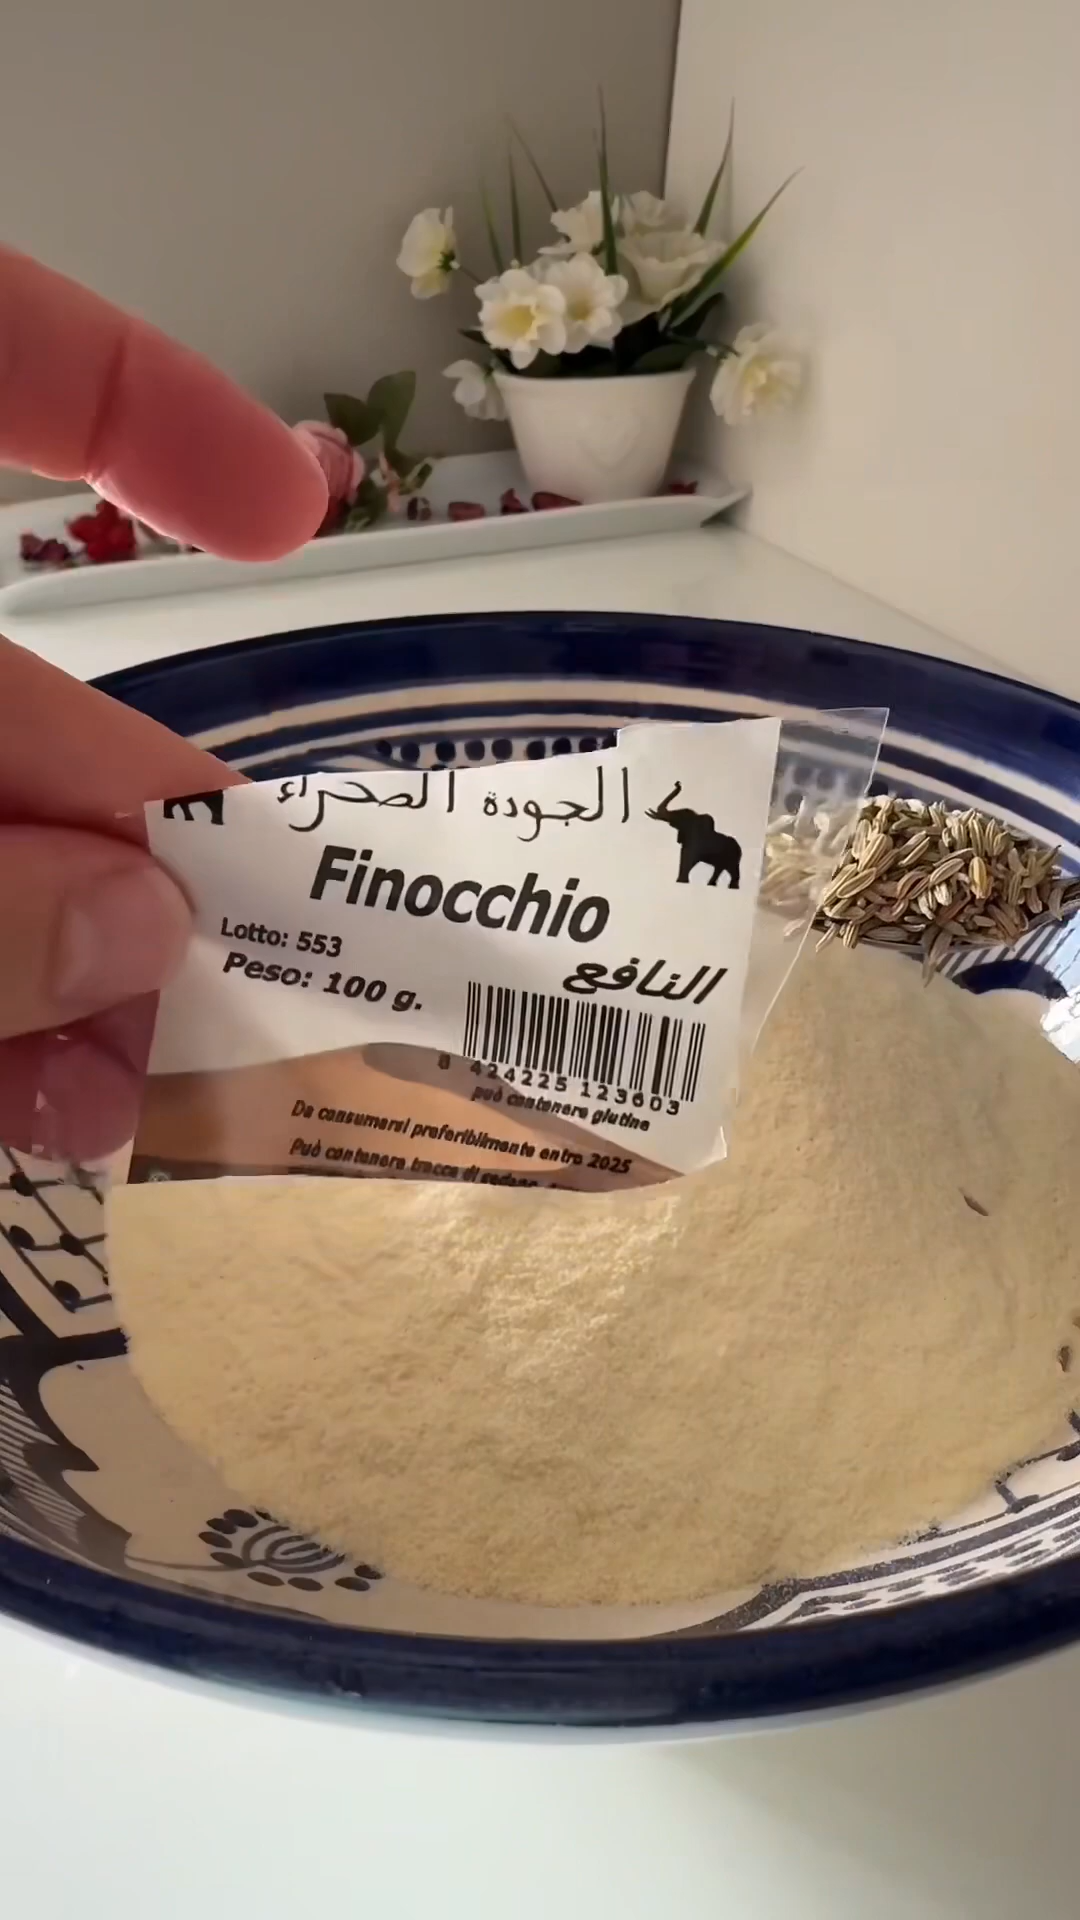 الجودة الصحراء
Finocchio
Lotto: 553
Peso: 100 g.
النافع
8 424225 123603
può contenere glutine
Da consumarsi preferibilmente entro 2025
Può contenere tracce di sedano,